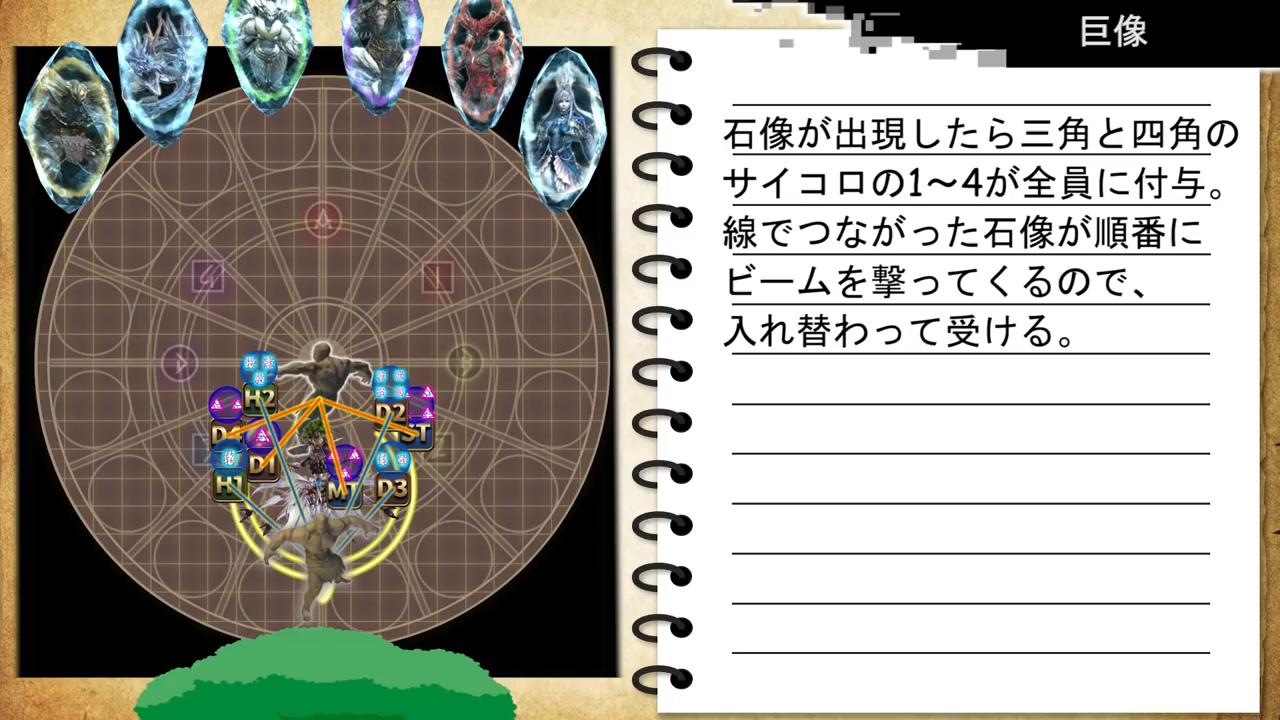 巨像
石像が出現したら三角と四角の
サイコロの1～4が全員に付与。
線でつながった石像が順番に
ビームを撃ってくるので、
入れ替わって受ける。
H2
D2
ST
D1
H1
MT
D3